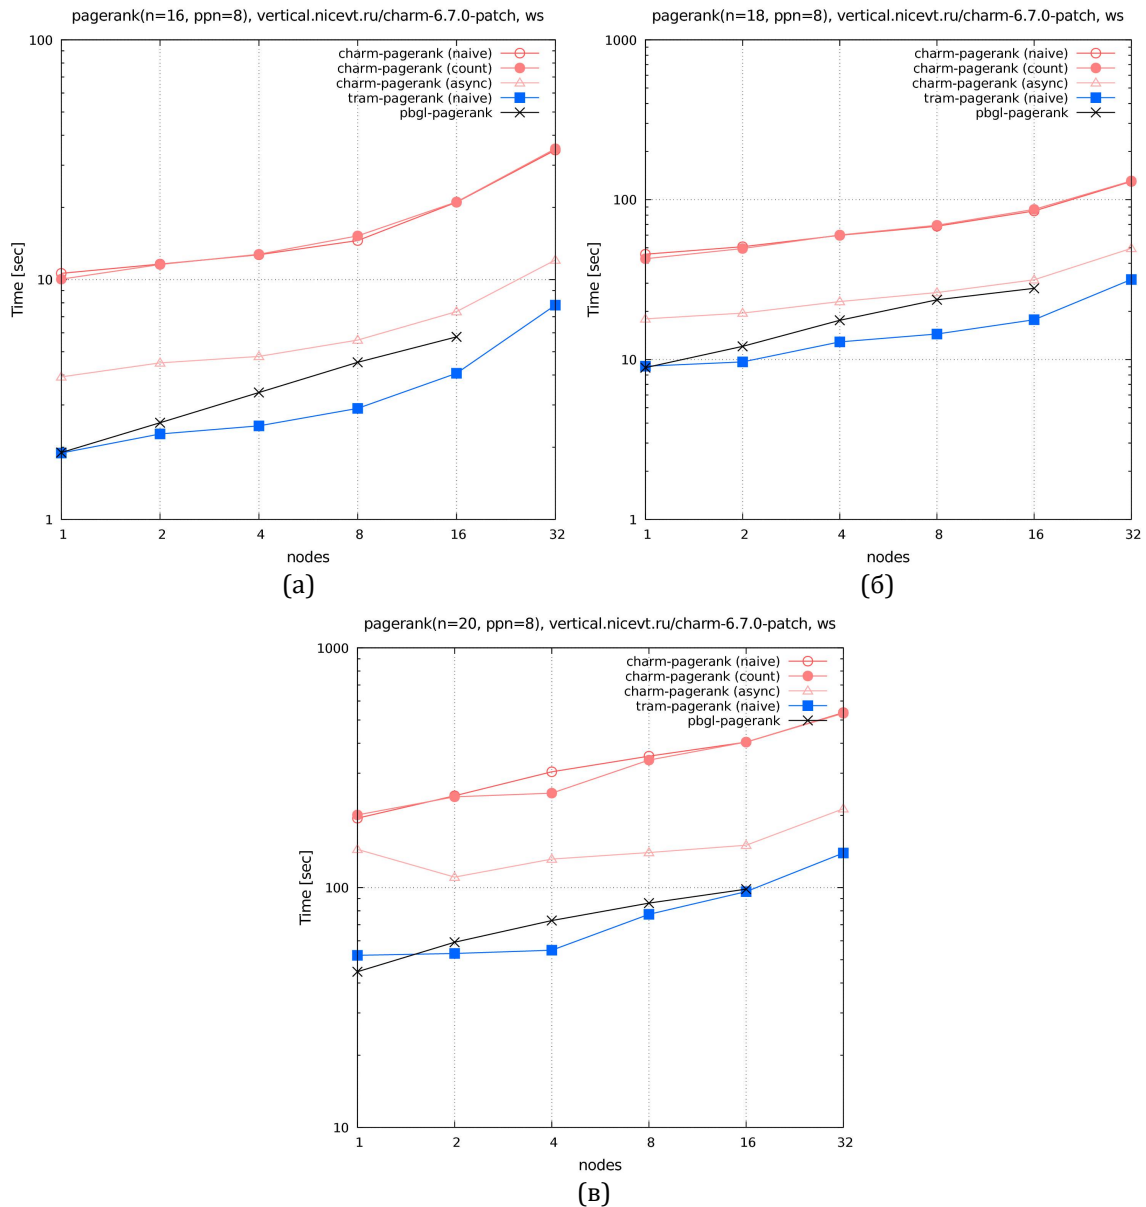 pagerank(n=16, ppn=8), vertical.nicevt.ru/charm-6.7.0-patch, ws
100
10
1
Time [sec]
charm-pagerank (naive)
charm-pagerank (count)
charm-pagerank (async)
tram-pagerank (naive)
pbgl-pagerank
1 2 4 8 16 32
nodes
(а)
pagerank(n=18, ppn=8), vertical.nicevt.ru/charm-6.7.0-patch, ws
1000
100
10
1
Time [sec]
charm-pagerank (naive)
charm-pagerank (count)
charm-pagerank (async)
tram-pagerank (naive)
pbgl-pagerank
1 2 4 8 16 32
nodes
(б)
pagerank(n=20, ppn=8), vertical.nicevt.ru/charm-6.7.0-patch, ws
1000
100
10
Time [sec]
charm-pagerank (naive)
charm-pagerank (count)
charm-pagerank (async)
tram-pagerank (naive)
pbgl-pagerank
1 2 4 8 16 32
nodes
(в)